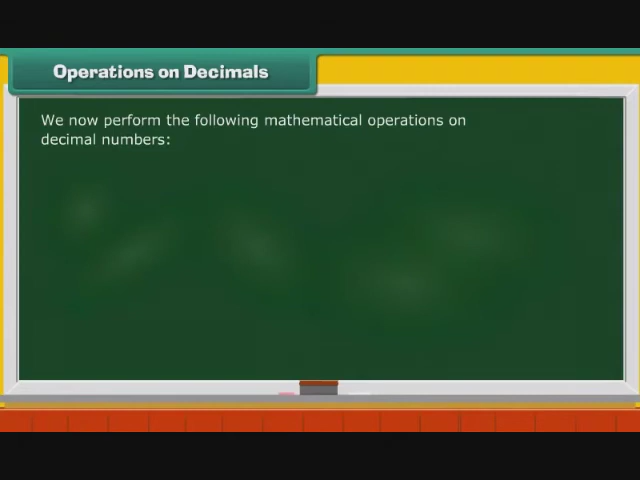 Operations on Decimals
We now perform the following mathematical operations on
decimal numbers: